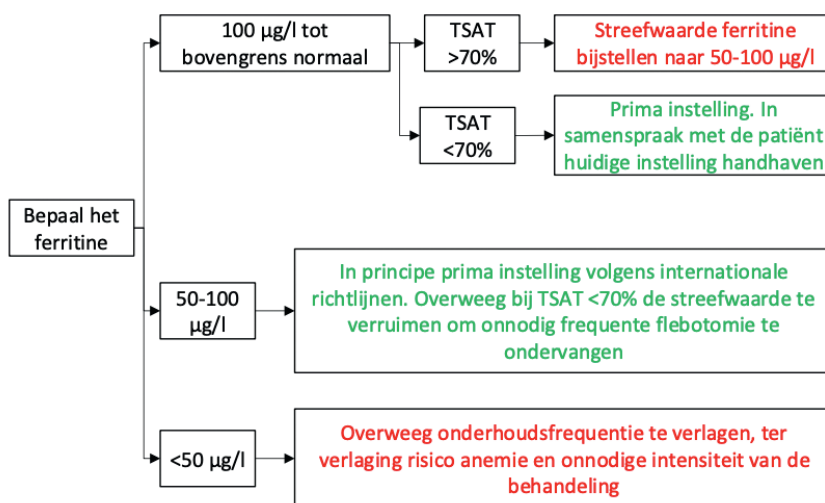 100 µg/l tot
bovengrens normaal
TSAT
>70%
Streefwaarde ferritine
bijstellen naar 50-100 µg/l
TSAT
<70%
Prima instelling. In
samenspraak met de patiënt
huidige instelling handhaven
Bepaal het
ferritine
50-100
µg/l
In principe prima instelling volgens internationale
richtlijnen. Overweeg bij TSAT <70% de streefwaarde te
verruimen om onnodig frequente flebotomie te
ondervangen
<50 µg/l
Overweeg onderhoudsfrequentie te verlagen, ter
verlaging risico anemie en onnodige intensiteit van de
behandeling